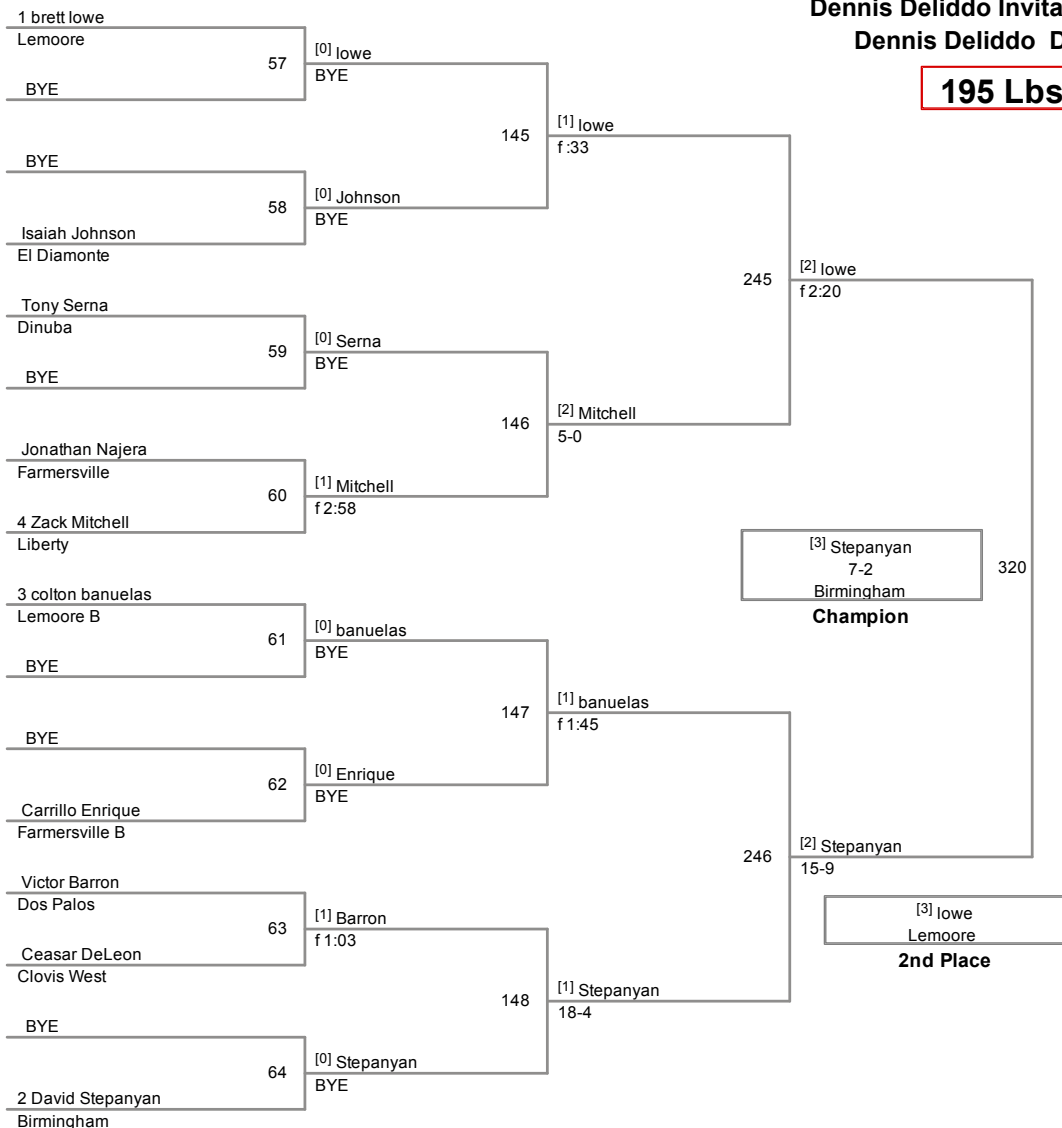 Dennis Deliddo Invita
Dennis Deliddo D
195 Lbs
1 brett lowe
Lemoore
57
BYE
[0] lowe
BYE
BYE
58
Isaiah Johnson
El Diamonte
[0] Johnson
BYE
145
[1] lowe
f :33
Tony Serna
Dinuba
59
BYE
[0] Serna
BYE
Jonathan Najera
Farmersville
60
4 Zack Mitchell
Liberty
[1] Mitchell
f 2:58
146
[2] Mitchell
5-0
245
[2] lowe
f 2:20
3 colton banuelas
Lemoore B
61
BYE
[0] banuelas
BYE
BYE
62
Carrillo Enrique
Farmersville B
[0] Enrique
BYE
147
[1] banuelas
f 1:45
Victor Barron
Dos Palos
63
Ceasar DeLeon
Clovis West
[1] Barron
f 1:03
BYE
64
2 David Stepanyan
Birmingham
[0] Stepanyan
BYE
148
[1] Stepanyan
18-4
246
[2] Stepanyan
15-9
320
[3] Stepanyan
7-2
Birmingham
Champion
[3] lowe
Lemoore
2nd Place